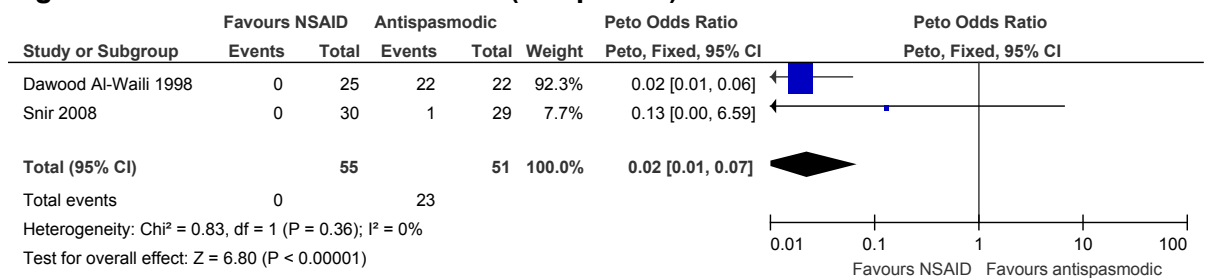 Favours NSAID Antispasmodic Peto Odds Ratio Peto Odds Ratio
Study or Subgroup Events Total Events Total Weight Peto, Fixed, 95% CI Peto, Fixed, 95% CI
Dawood Al-Waili 1998 0 25 22 22 92.3% 0.02 [0.01, 0.06]
Snir 2008 0 30 1 29 7.7% 0.13 [0.00, 6.59]
Total (95% CI) 55 51 100.0% 0.02 [0.01, 0.07]
Total events 0 23
Heterogeneity: Chi² = 0.83, df = 1 (P = 0.36); I² = 0%
Test for overall effect: Z = 6.80 (P < 0.00001)
0.01 0.1 1 10 100
Favours NSAID Favours antispasmodic